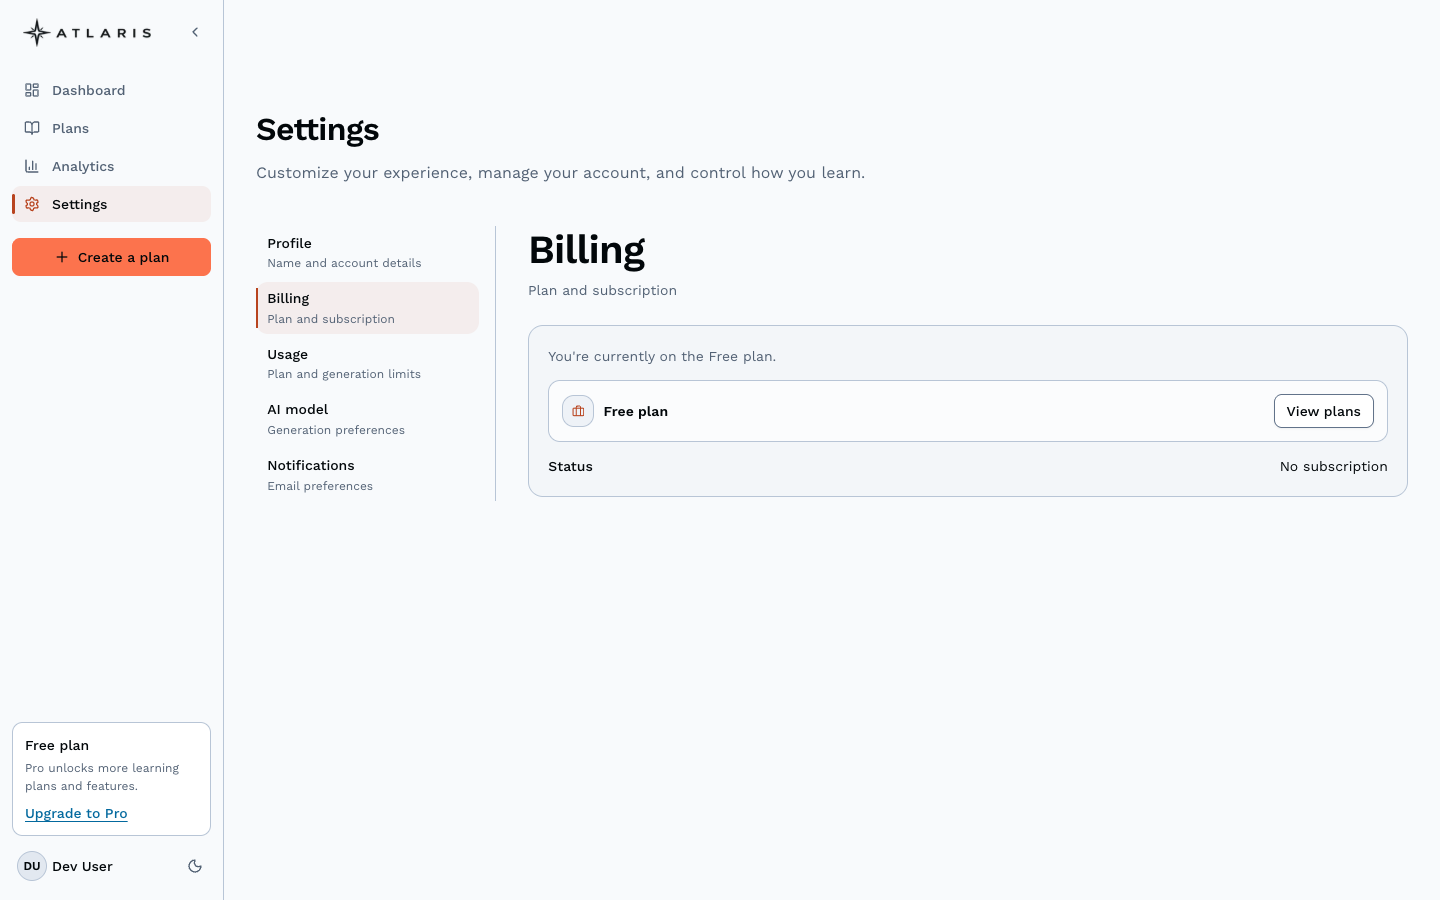 ATLARIS
Dashboard
Plans
Analytics
Settings
Create a plan
Settings
Customize your experience, manage your account, and control how you learn.
Profile
Name and account details
Billing
Plan and subscription
Usage
Plan and generation limits
AI model
Generation preferences
Notifications
Email preferences
Billing
Plan and subscription
You're currently on the Free plan.
Free plan
View plans
Status
No subscription
Free plan
Pro unlocks more learning
plans and features.
Upgrade to Pro
DU
Dev User